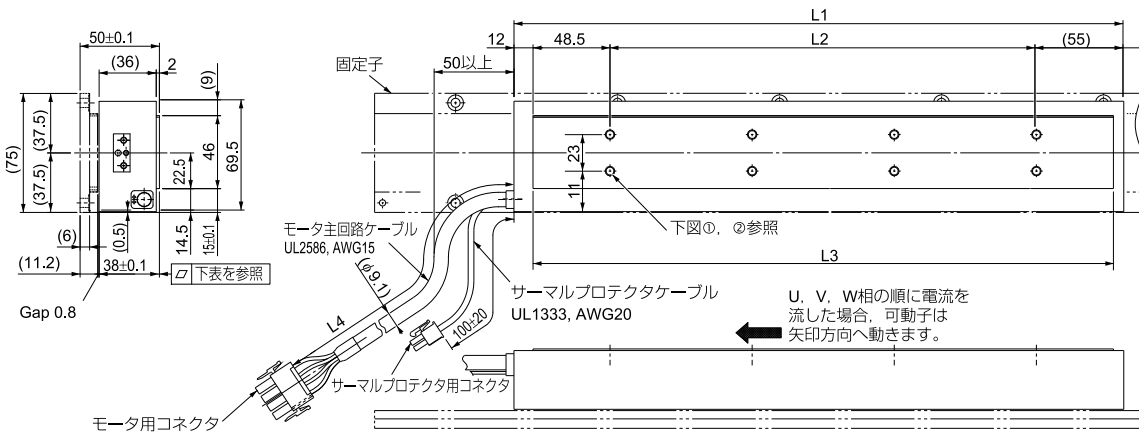 50±0.1
(36)
2
(9)
(75)
(37.5)
(37.5)
22.5
46
69.5
(6)
(0.5)
14.5
15±0.1
(11.2)
38±0.1
⏥ 下表を参照
Gap 0.8
L1
12
48.5
L2
(55)
50以上
固定子
23
11
下図①，②参照
L3
モータ主回路ケーブル
UL2586, AWG15
(φ9.1)
L4
100±20
サーマルプロテクタケーブル
UL1333, AWG20
サーマルプロテクタ用コネクタ
モータ用コネクタ
U，V，W相の順に電流を
流した場合，可動子は
矢印方向へ動きます。